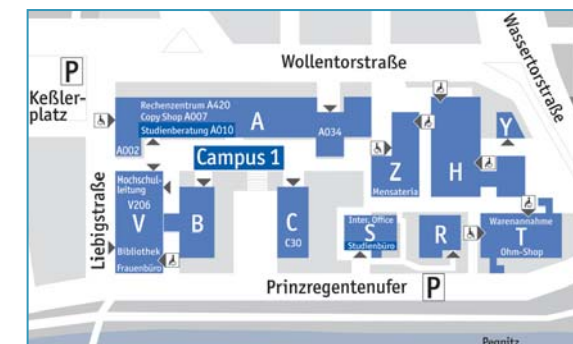 Wollentorstraße
Wassertorstraße
P
Keßler-
platz
Rechenzentrum A420
Copy Shop A007
Studienberatung A010
A
A034
A002
Campus 1
Y
Z
Mensateria
H
Liebigstraße
Hochschul-
leitung
V206
V
Bibliothek
Frauenbüro
B
C
C30
Inter. Office
S
Studienbüro
R
Warenannahme
T
Ohm-Shop
Prinzregentenufer
P
Pegnitz